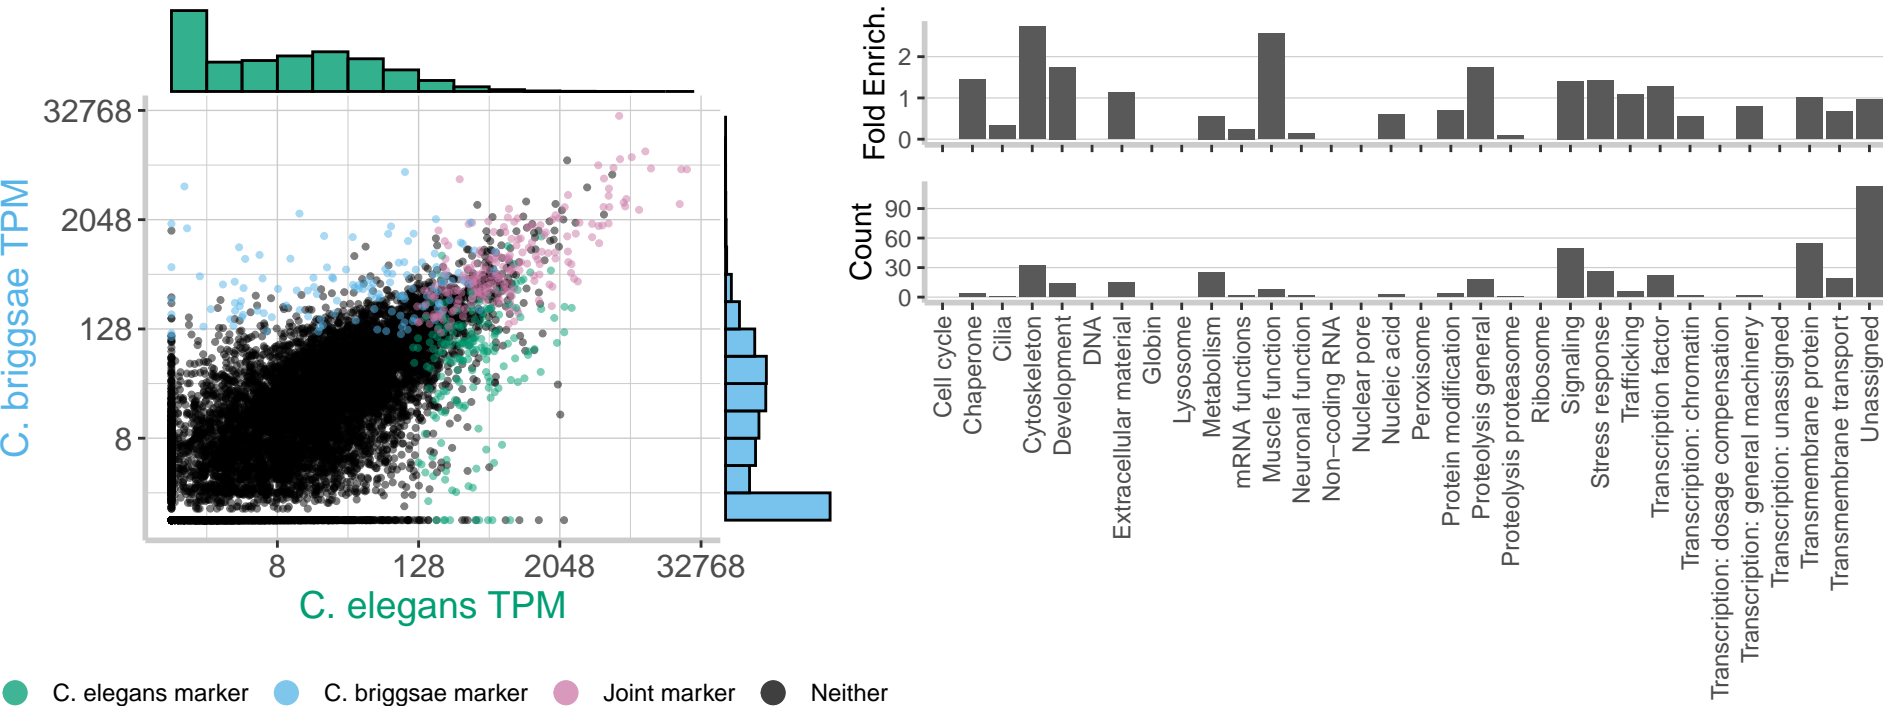 32768
2048
128
8
C. briggsae TPM
8
128
2048
32768
C. elegans TPM
C. elegans marker
C. briggsae marker
Joint marker
Neither
Fold Enrich.
2
1
0
Count
90
60
30
0
Cell cycle
Chaperone
Cilia
Cytoskeleton
Development
DNA
Extracellular material
Globin
Lysosome
Metabolism
mRNA functions
Muscle function
Neuronal function
Non−coding RNA
Nuclear pore
Nucleic acid
Peroxisome
Protein modification
Proteolysis general
Proteolysis proteasome
Ribosome
Signaling
Stress response
Trafficking
Transcription factor
Transcription: chromatin
Transcription: dosage compensation
Transcription: general machinery
Transcription: unassigned
Transmembrane protein
Transmembrane transport
Unassigned